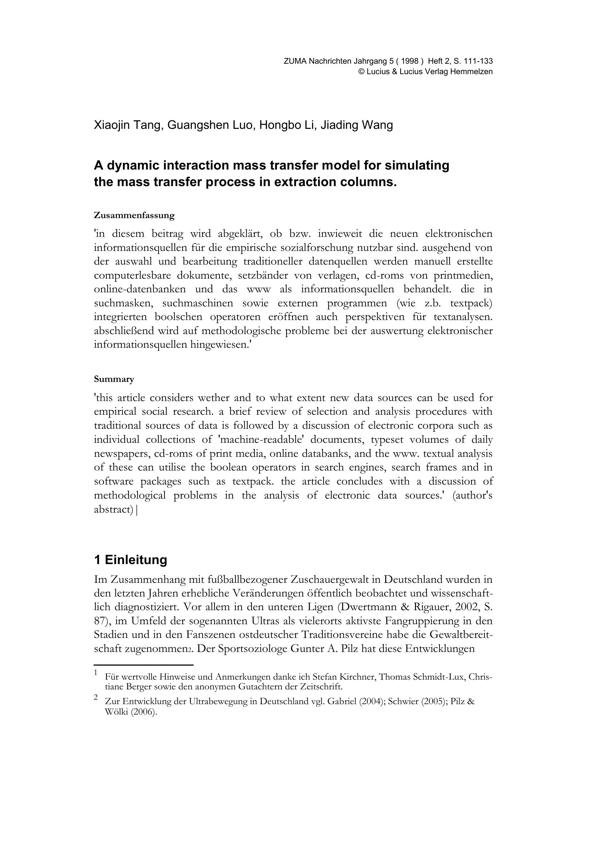 ZUMA Nachrichten Jahrgang 5 ( 1998 ) Heft 2, S. 111-133
© Lucius & Lucius Verlag Hemmelzen
Xiaojin Tang, Guangshen Luo, Hongbo Li, Jiading Wang
A dynamic interaction mass transfer model for simulating
the mass transfer process in extraction columns.
Zusammenfassung
'in diesem beitrag wird abgeklärt, ob bzw. inwieweit die neuen elektronischen
informationsquellen für die empirische sozialforschung nutzbar sind. ausgehend von
der auswahl und bearbeitung traditioneller datenquellen werden manuell erstellte
computerlesbare dokumente, setzbänder von verlagen, cd-roms von printmedien,
online-datenbanken und das www als informationsquellen behandelt. die in
suchmasken, suchmaschinen sowie externen programmen (wie z.b. textpack)
integrierten boolschen operatoren eröffnen auch perspektiven für textanalysen.
abschließend wird auf methodologische probleme bei der auswertung elektronischer
informationsquellen hingewiesen.'
Summary
'this article considers wether and to what extent new data sources can be used for
empirical social research. a brief review of selection and analysis procedures with
traditional sources of data is followed by a discussion of electronic corpora such as
individual collections of 'machine-readable' documents, typeset volumes of daily
newspapers, cd-roms of print media, online databanks, and the www. textual analysis
of these can utilise the boolean operators in search engines, search frames and in
software packages such as textpack. the article concludes with a discussion of
methodological problems in the analysis of electronic data sources.' (author's
abstract)|
1 Einleitung
Im Zusammenhang mit fußballbezogener Zuschauergewalt in Deutschland wurden in
den letzten Jahren erhebliche Veränderungen öffentlich beobachtet und wissenschaft-
lich diagnostiziert. Vor allem in den unteren Ligen (Dwertmann & Rigauer, 2002, S.
87), im Umfeld der sogenannten Ultras als vielerorts aktivste Fangruppierung in den
Stadien und in den Fanszenen ostdeutscher Traditionsvereine habe die Gewaltbereit-
schaft zugenommen2. Der Sportsoziologe Gunter A. Pilz hat diese Entwicklungen
1 Für wertvolle Hinweise und Anmerkungen danke ich Stefan Kirchner, Thomas Schmidt-Lux, Chris-
tiane Berger sowie den anonymen Gutachtern der Zeitschrift.
2 Zur Entwicklung der Ultrabewegung in Deutschland vgl. Gabriel (2004); Schwier (2005); Pilz &
Wölki (2006).